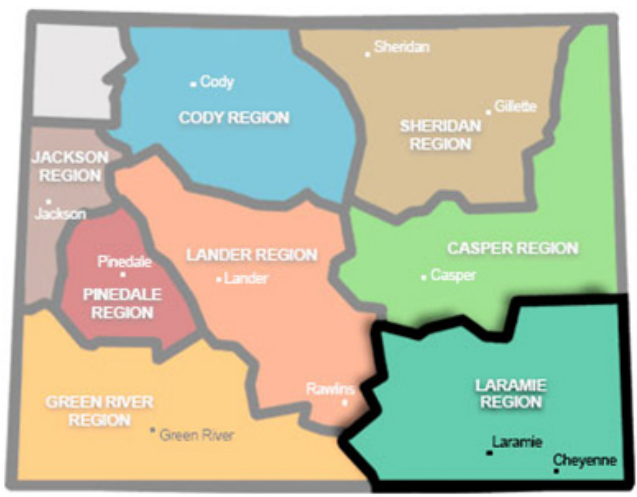 Sheridan
Cody
Gillette
CODY REGION
SHERIDAN
REGION
JACKSON
REGION
Jackson
Pinedale
LANDER REGION
CASPER REGION
Lander
Casper
PINEDALE
REGION
Rawlins
LARAMIE
REGION
GREEN RIVER
REGION
Green River
Laramie
Cheyenne